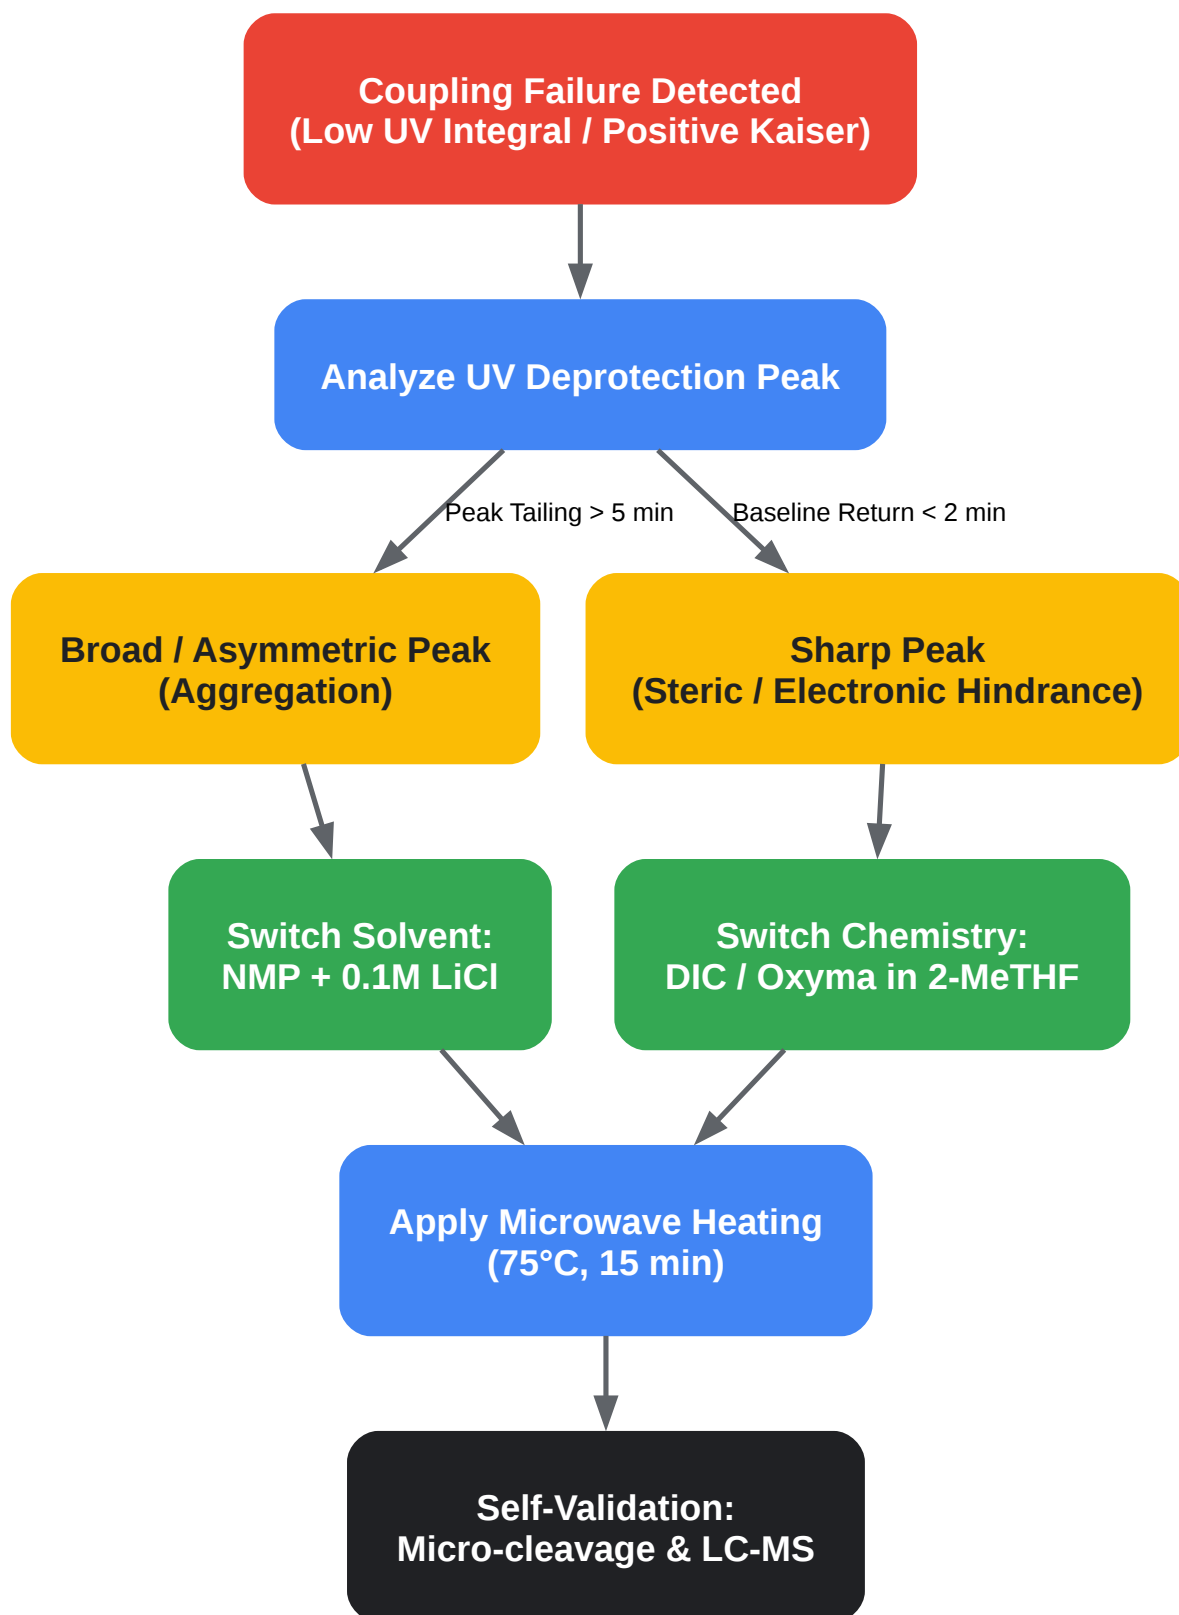 Coupling Failure Detected
(Low UV Integral / Positive Kaiser)
Analyze UV Deprotection Peak
Peak Tailing > 5 min
Baseline Return < 2 min
Broad / Asymmetric Peak
(Aggregation)
Sharp Peak
(Steric / Electronic Hindrance)
Switch Solvent:
NMP + 0.1M LiCl
Switch Chemistry:
DIC / Oxyma in 2-MeTHF
Apply Microwave Heating
(75°C, 15 min)
Self-Validation:
Micro-cleavage & LC-MS